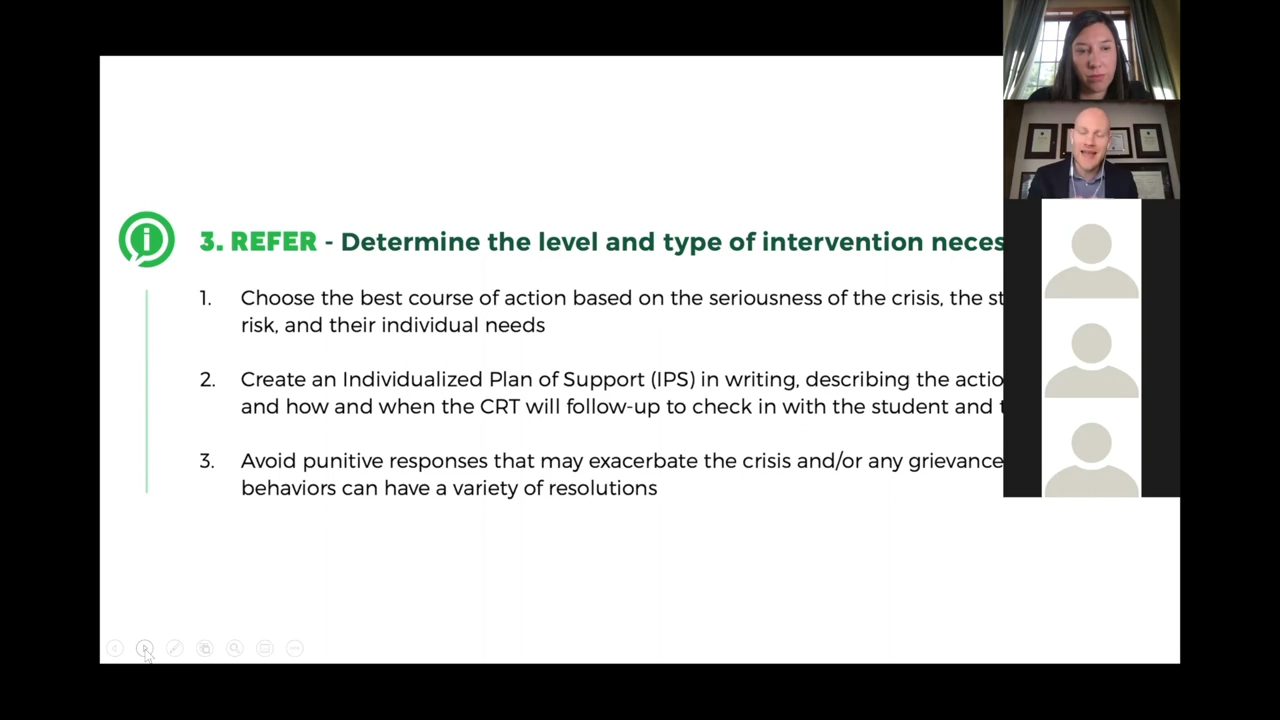 3. REFER - Determine the level and type of intervention neces
1. Choose the best course of action based on the seriousness of the crisis, the st
risk, and their individual needs
2. Create an Individualized Plan of Support (IPS) in writing, describing the actio
and how and when the CRT will follow-up to check in with the student and t
3. Avoid punitive responses that may exacerbate the crisis and/or any grievance
behaviors can have a variety of resolutions